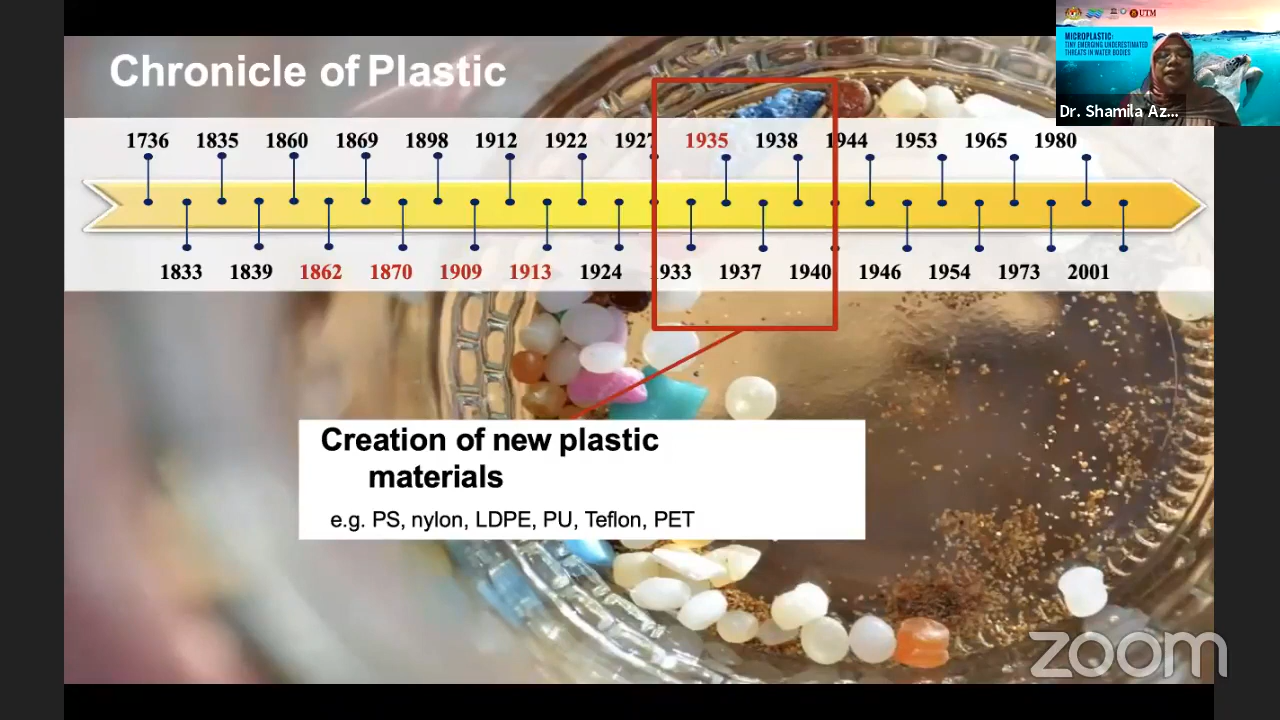 Chronicle of Plastic
UTM
MICROPLASTIC:
TINY EMERGING UNDERESTIMATED
THREATS IN WATER BODIES
Dr. Shamila Az...
1736 1835 1860 1869 1898 1912 1922 1927 1935 1938 1944 1953 1965 1980
1833 1839 1862 1870 1909 1913 1924 1933 1937 1940 1946 1954 1973 2001
Creation of new plastic
materials
e.g. PS, nylon, LDPE, PU, Teflon, PET
zoom